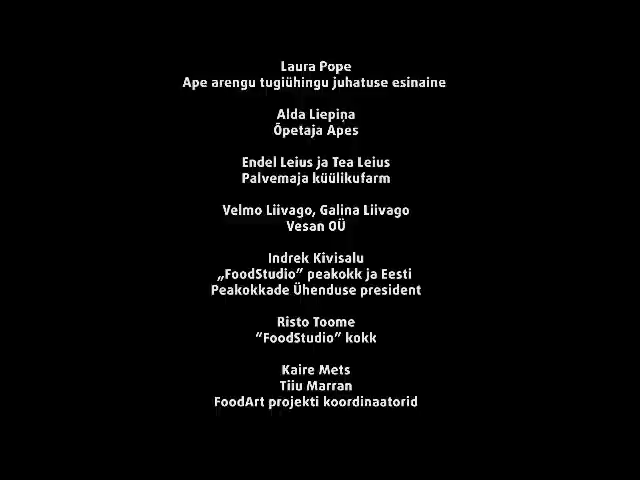 Laura Pope
Ape arengu tugiühingu juhatuse esinaine
Alda Liepiņa
Õpetaja Apes
Endel Leius ja Tea Leius
Palvemaja küülikufarm
Velmo Liivago, Galina Liivago
Vesan OÜ
Indrek Kivisalu
„FoodStudio” peakokk ja Eesti
Peakokkade Ühenduse president
Risto Toome
“FoodStudio” kokk
Kaire Mets
Tiiu Marran
FoodArt projekti koordinaatorid